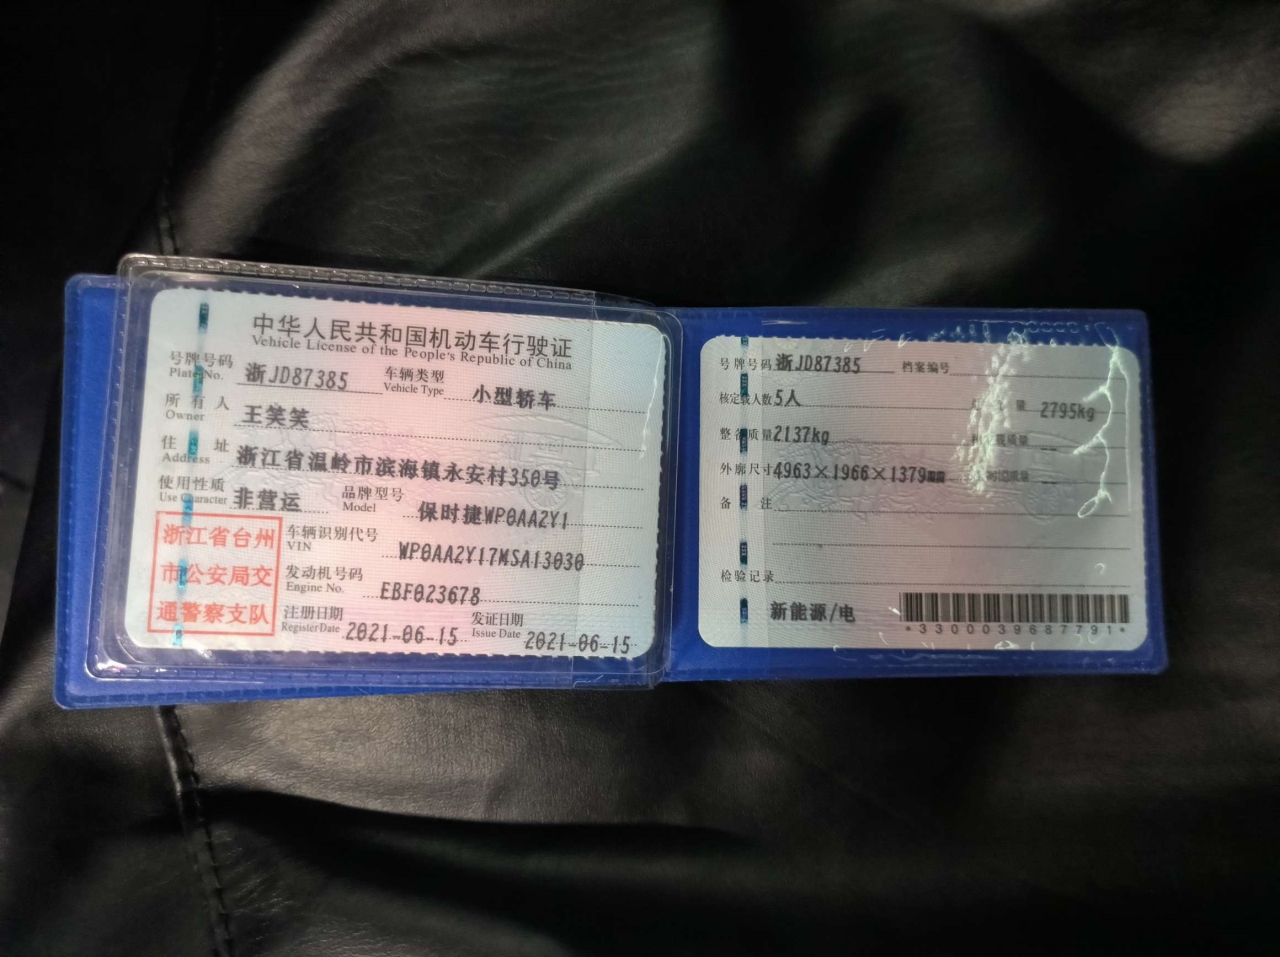 中华人民共和国机动车行驶证
Vehicle License of the People's Republic of China
号牌号码 浙JD87385 车辆类型 小型轿车
Plate No. Vehicle Type
所有人 王笑笑
Owner
住址 浙江省温岭市滨海镇永安村350号
Address
使用性质 非营运 品牌型号 保时捷WP0AA2Y1
Use Character Model
浙江省台州
市公安局交
通警察支队
车辆识别代号 WP0AA2Y17MSA13030
VIN
发动机号码 EBF023678
Engine No.
注册日期 2021-06-15 发证日期 2021-06-15
Register Date Issue Date
号牌号码 浙JD87385 档案编号
核定载人数 5人 量 2795kg
整备质量 2137kg 质量 --
外廓尺寸 4963×1966×1379mm --
备注
检验记录
新能源/电
*3300039687791*